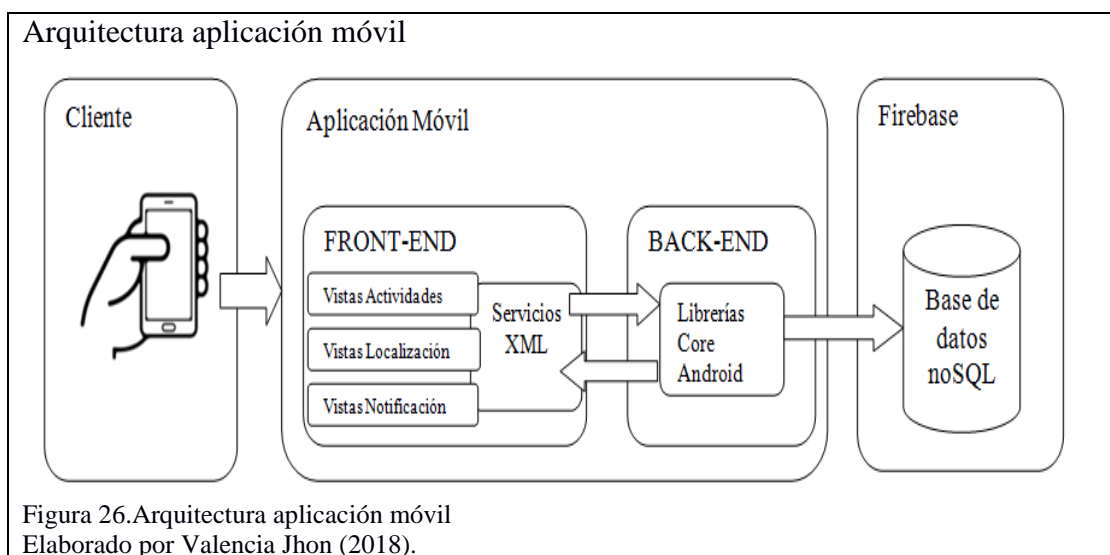 Arquitectura aplicación móvil
Cliente
Aplicación Móvil
FRONT-END
Vistas Actividades
Vistas Localización
Vistas Notificación
Servicios
XML
BACK-END
Librerías
Core
Android
Firebase
Base de
datos
noSQL
Figura 26.Arquitectura aplicación móvil
Elaborado por Valencia Jhon (2018).